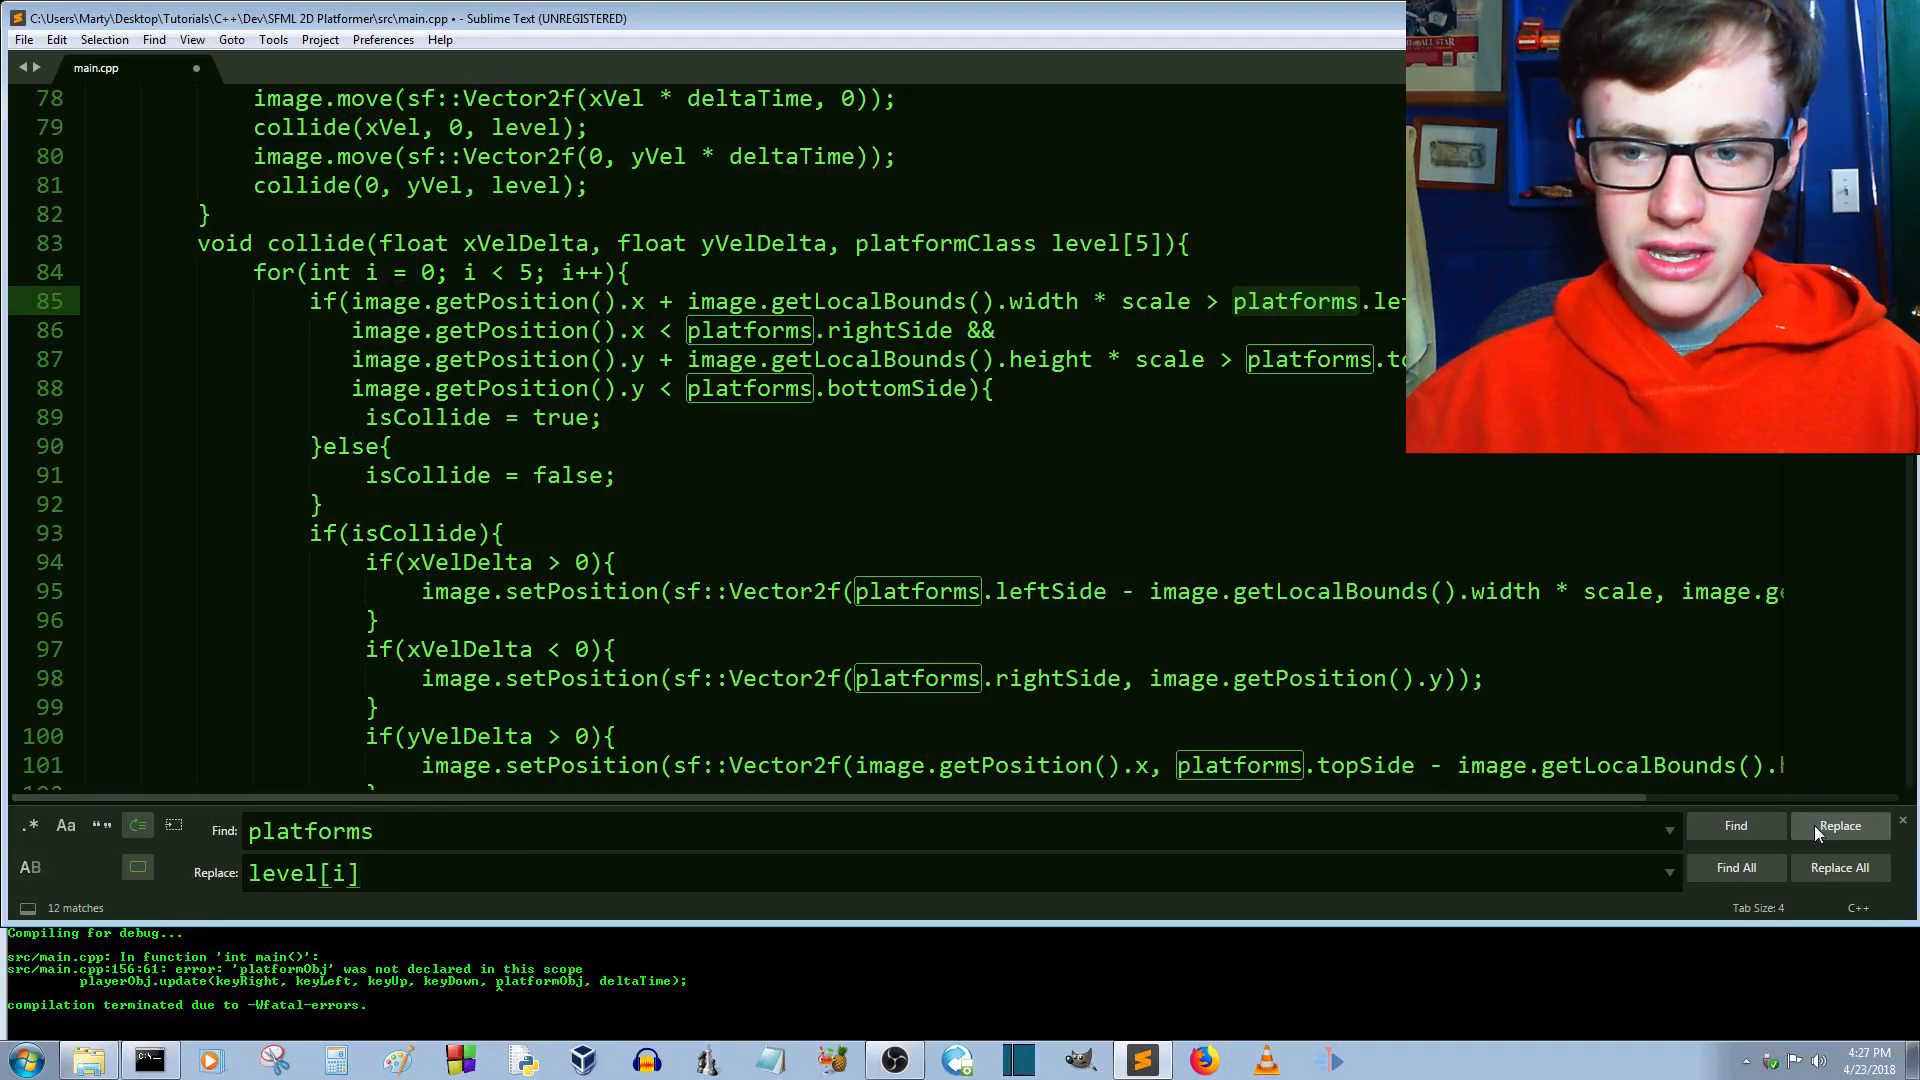 C:\Users\Marty\Desktop\Tutorials\C++\Dev\SFML 2D Platformer\src\main.cpp • - Sublime Text (UNREGISTERED)
File Edit Selection Find View Goto Tools Project Preferences Help
main.cpp
78 image.move(sf::Vector2f(xVel * deltaTime, 0));
79 collide(xVel, 0, level);
80 image.move(sf::Vector2f(0, yVel * deltaTime));
81 collide(0, yVel, level);
82 }
83 void collide(float xVelDelta, float yVelDelta, platformClass level[5]){
84 for(int i = 0; i < 5; i++){
85 if(image.getPosition().x + image.getLocalBounds().width * scale > platforms.le
86 image.getPosition().x < platforms.rightSide &&
87 image.getPosition().y + image.getLocalBounds().height * scale > platforms.to
88 image.getPosition().y < platforms.bottomSide){
89 isCollide = true;
90 }else{
91 isCollide = false;
92 }
93 if(isCollide){
94 if(xVelDelta > 0){
95 image.setPosition(sf::Vector2f(platforms.leftSide - image.getLocalBounds().width * scale, image.ge
96 }
97 if(xVelDelta < 0){
98 image.setPosition(sf::Vector2f(platforms.rightSide, image.getPosition().y));
99 }
100 if(yVelDelta > 0){
101 image.setPosition(sf::Vector2f(image.getPosition().x, platforms.topSide - image.getLocalBounds().h
.* Aa “” Find: platforms Find Replace
AB Replace: level[i] Find All Replace All
12 matches Tab Size: 4 C++
Compiling for debug...
src/main.cpp: In function 'int main()':
src/main.cpp:156:61: error: 'platformObj' was not declared in this scope
playerObj.update(keyRight, keyLeft, keyUp, keyDown, platformObj, deltaTime);
^
compilation terminated due to -Wfatal-errors.
4:27 PM
4/23/2018